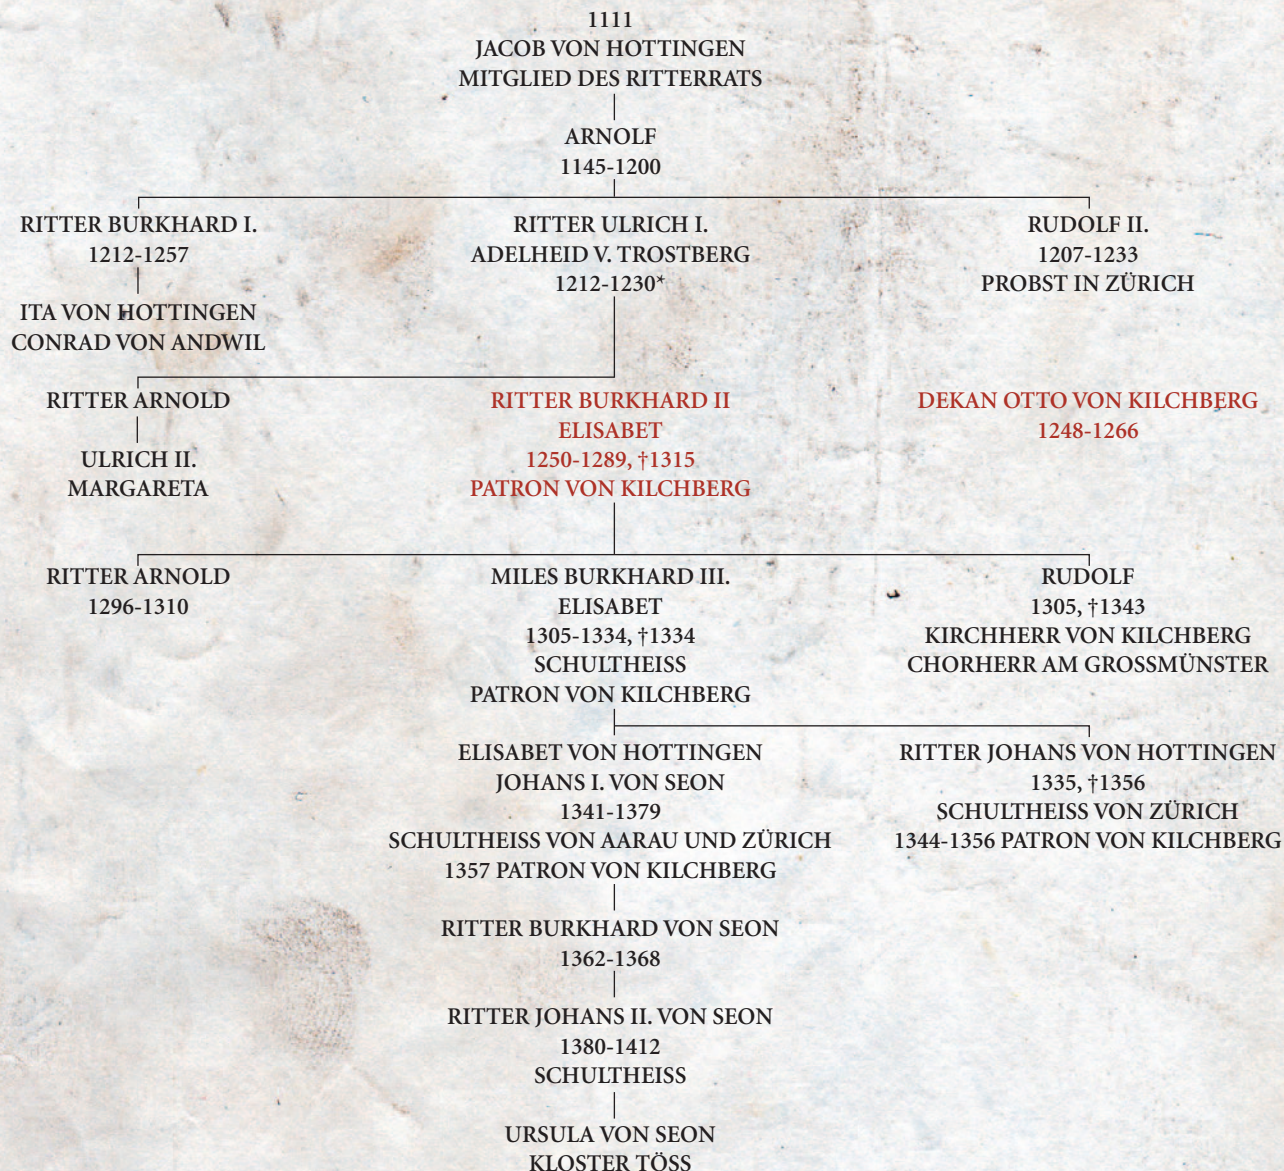 1111
JACOB VON HOTTINGEN
MITGLIED DES RITTERRATS
ARNOLF
1145-1200
RITTER BURKHARD I.
1212-1257
RITTER ULRICH I.
ADELHEID V. TROSTBERG
1212-1230*
RUDOLF II.
1207-1233
PROBST IN ZÜRICH
ITA VON HOTTINGEN
CONRAD VON ANDWIL
RITTER ARNOLD
RITTER BURKHARD II
ELISABET
1250-1289, †1315
PATRON VON KILCHBERG
DEKAN OTTO VON KILCHBERG
1248-1266
ULRICH II.
MARGARETA
RITTER ARNOLD
1296-1310
MILES BURKHARD III.
ELISABET
1305-1334, †1334
SCHULTHEISS
PATRON VON KILCHBERG
RUDOLF
1305, †1343
KIRCHHERR VON KILCHBERG
CHORHERR AM GROSSMÜNSTER
ELISABET VON HOTTINGEN
JOHANS I. VON SEON
1341-1379
SCHULTHEISS VON AARAU UND ZÜRICH
1357 PATRON VON KILCHBERG
RITTER JOHANS VON HOTTINGEN
1335, †1356
SCHULTHEISS VON ZÜRICH
1344-1356 PATRON VON KILCHBERG
RITTER BURKHARD VON SEON
1362-1368
RITTER JOHANS II. VON SEON
1380-1412
SCHULTHEISS
URSULA VON SEON
KLOSTER TÖSS